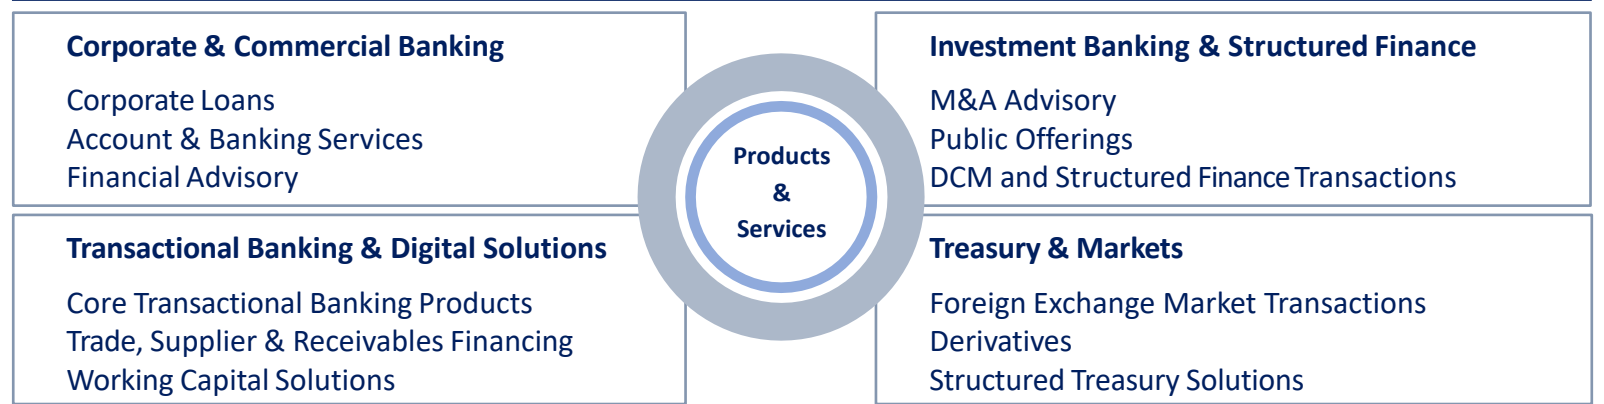 Corporate & Commercial Banking
Corporate Loans
Account & Banking Services
Financial Advisory
Investment Banking & Structured Finance
M&A Advisory
Public Offerings
DCM and Structured Finance Transactions
Products
&
Services
Transactional Banking & Digital Solutions
Core Transactional Banking Products
Trade, Supplier & Receivables Financing
Working Capital Solutions
Treasury & Markets
Foreign Exchange Market Transactions
Derivatives
Structured Treasury Solutions